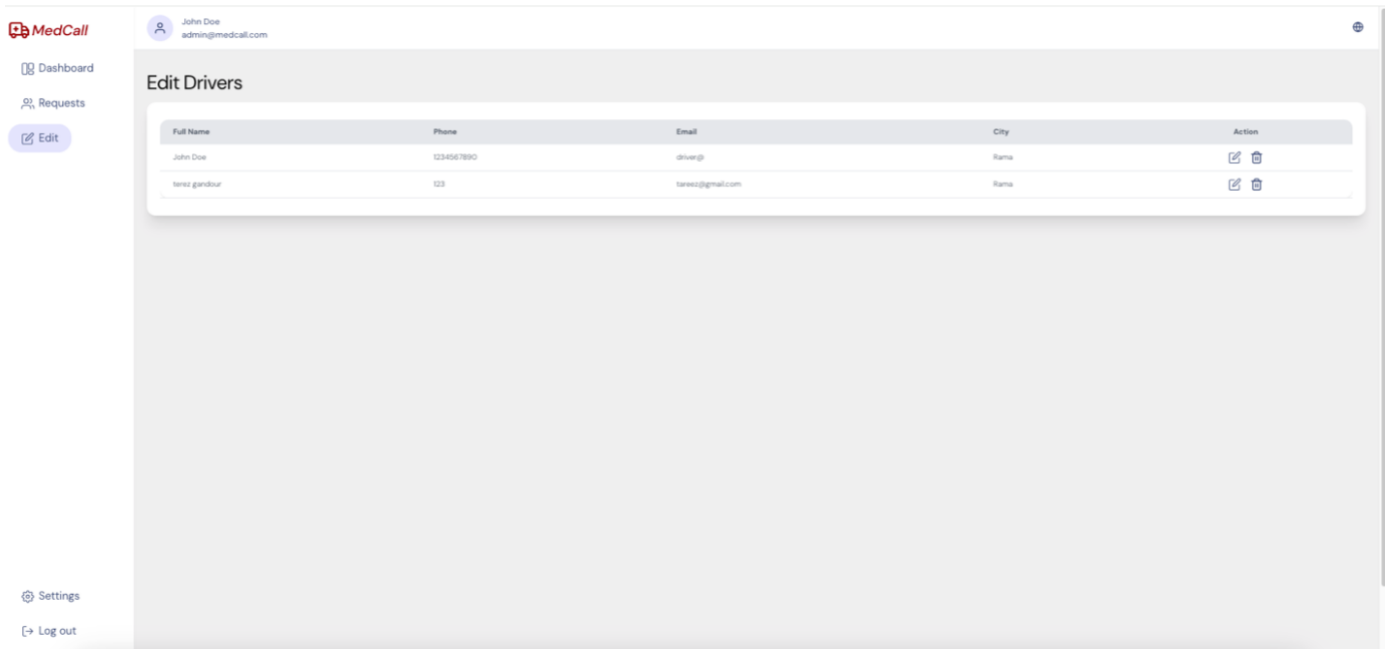 MedCall
Dashboard
Requests
Edit
Settings
Log out
John Doe
admin@medcall.com
Edit Drivers
Full Name Phone Email City Action
John Doe 1234567890 driver@ Rama
terez gandour 123 tareez@gmail.com Rama